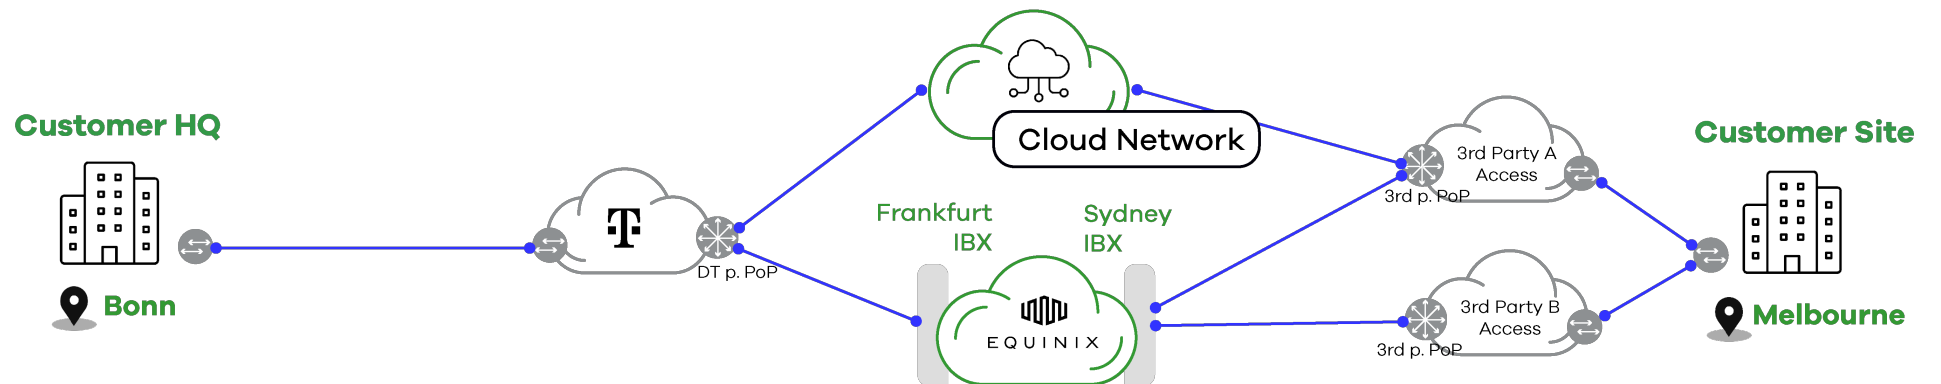 Customer HQ
Bonn
T
DT p. PoP
Cloud Network
Frankfurt
IBX
Sydney
IBX
EQUINIX
3rd Party A
Access
3rd p. PoP
3rd Party B
Access
3rd p. PoP
Customer Site
Melbourne